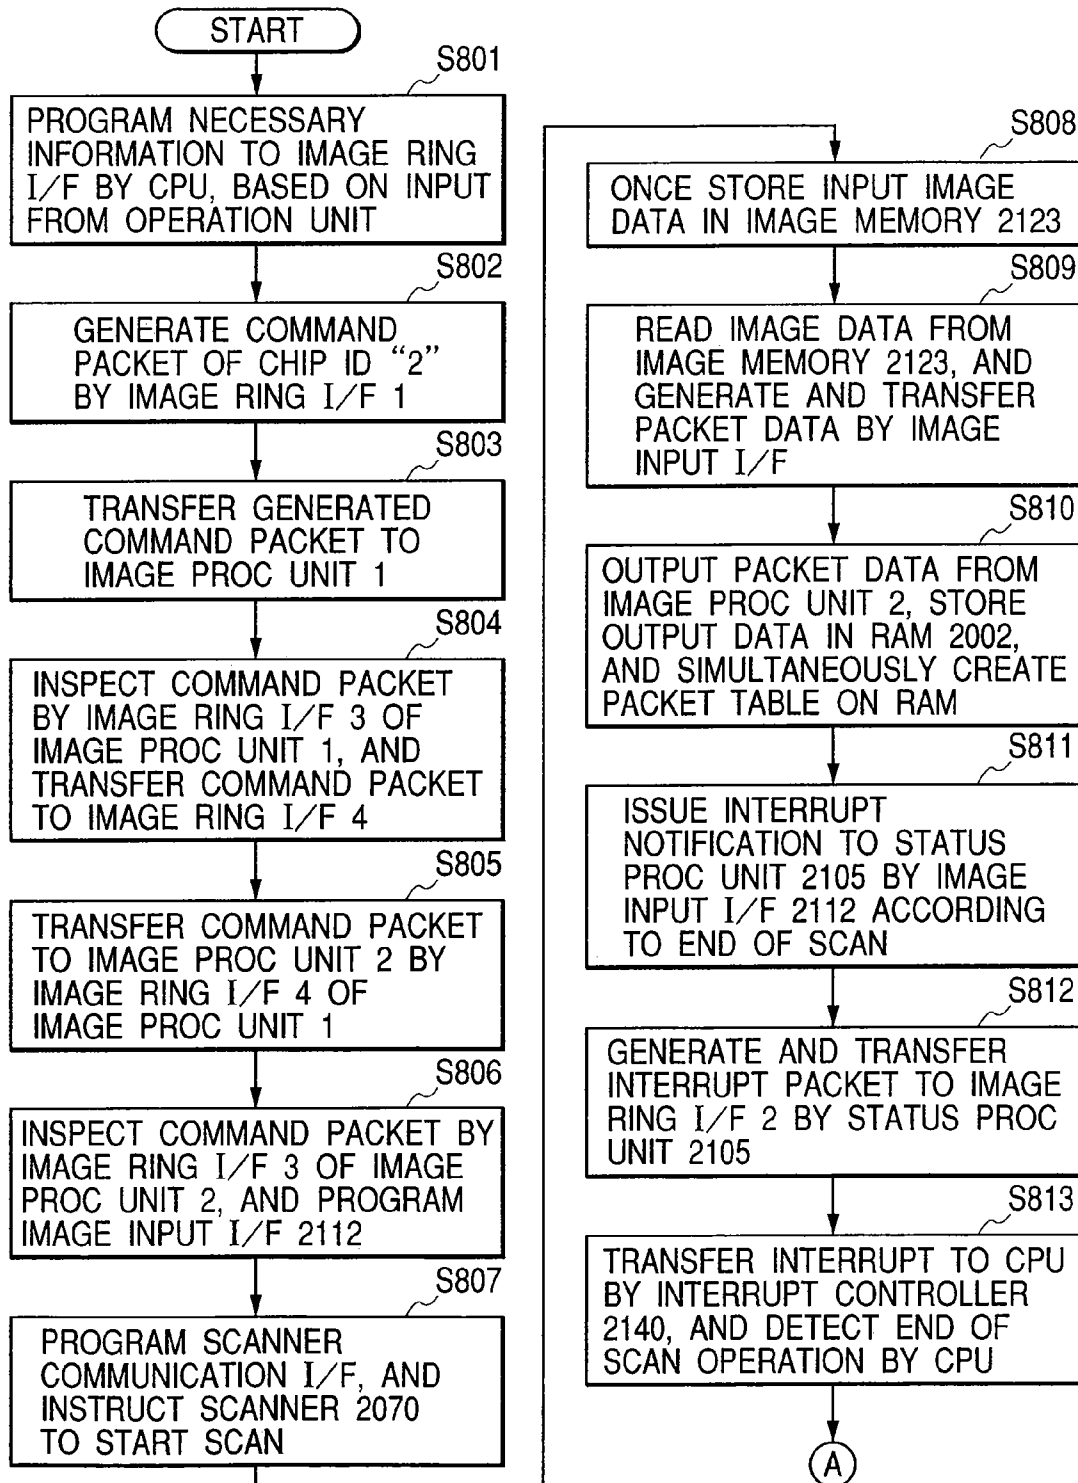 START
S801
PROGRAM NECESSARY
INFORMATION TO IMAGE RING
I/F BY CPU, BASED ON INPUT
FROM OPERATION UNIT
S802
GENERATE COMMAND
PACKET OF CHIP ID “2”
BY IMAGE RING I/F 1
S803
TRANSFER GENERATED
COMMAND PACKET TO
IMAGE PROC UNIT 1
S804
INSPECT COMMAND PACKET
BY IMAGE RING I/F 3 OF
IMAGE PROC UNIT 1, AND
TRANSFER COMMAND PACKET
TO IMAGE RING I/F 4
S805
TRANSFER COMMAND PACKET
TO IMAGE PROC UNIT 2 BY
IMAGE RING I/F 4 OF
IMAGE PROC UNIT 1
S806
INSPECT COMMAND PACKET BY
IMAGE RING I/F 3 OF IMAGE
PROC UNIT 2, AND PROGRAM
IMAGE INPUT I/F 2112
S807
PROGRAM SCANNER
COMMUNICATION I/F, AND
INSTRUCT SCANNER 2070
TO START SCAN
S808
ONCE STORE INPUT IMAGE
DATA IN IMAGE MEMORY 2123
S809
READ IMAGE DATA FROM
IMAGE MEMORY 2123, AND
GENERATE AND TRANSFER
PACKET DATA BY IMAGE
INPUT I/F
S810
OUTPUT PACKET DATA FROM
IMAGE PROC UNIT 2, STORE
OUTPUT DATA IN RAM 2002,
AND SIMULTANEOUSLY CREATE
PACKET TABLE ON RAM
S811
ISSUE INTERRUPT
NOTIFICATION TO STATUS
PROC UNIT 2105 BY IMAGE
INPUT I/F 2112 ACCORDING
TO END OF SCAN
S812
GENERATE AND TRANSFER
INTERRUPT PACKET TO IMAGE
RING I/F 2 BY STATUS PROC
UNIT 2105
S813
TRANSFER INTERRUPT TO CPU
BY INTERRUPT CONTROLLER
2140, AND DETECT END OF
SCAN OPERATION BY CPU
A